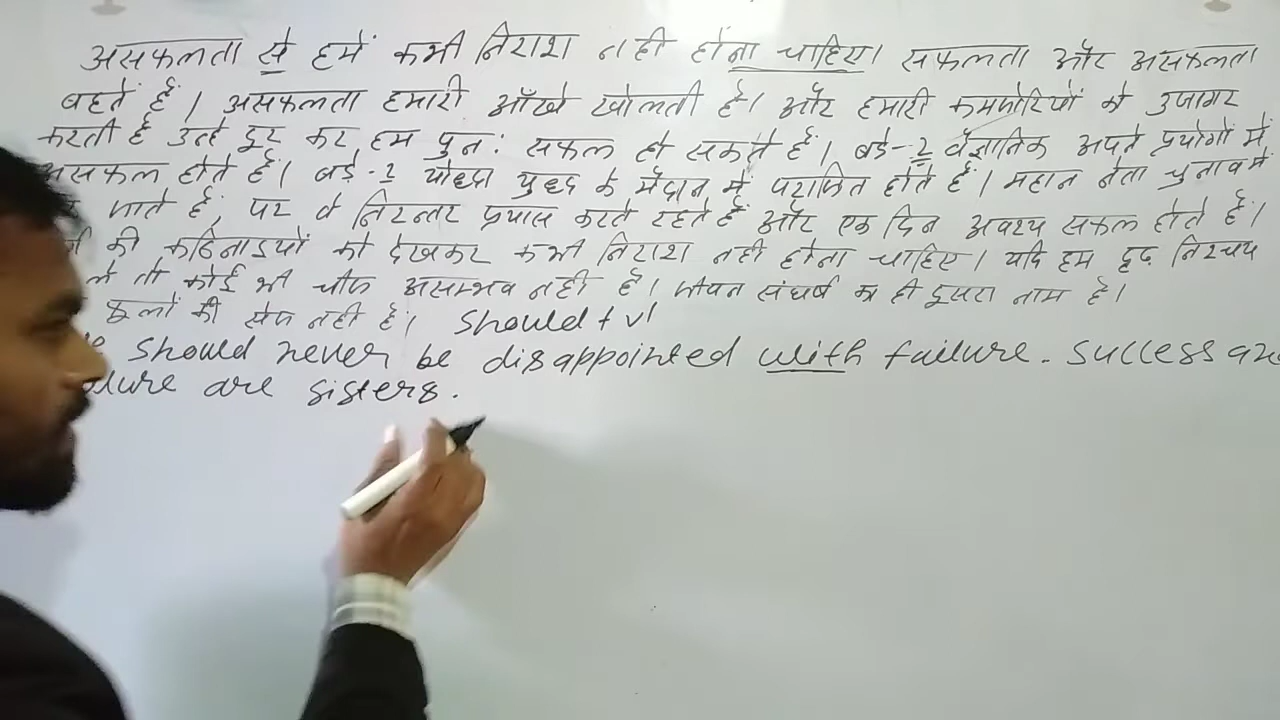 असफलता से हमें कभी निराश नही होना चाहिए। सफलता और असफलता
बहते हैं। असफलता हमारी आँखे खोलती है। और हमारी कमजोरियों को उजागर
करती है उन्हे दूर कर हम पुन: सफल हो सकते हैं। बड़े-2 वैज्ञानिक अपने प्रयोगों में
असफल होते हैं। बड़े-2 योध्दा युध्द के मैदान में पराजित होते हैं। महान नेता चुनाव में
जाते हैं, पर वे निरन्तर प्रयास करते रहते हैं और एक दिन अवश्य सफल होते हैं।
की कठिनाइयों को देखकर कभी निराश नही होना चाहिए। यदि हम दृढ़ निश्चय
ले तो कोई भी चीज असम्भव नही है। जीवन संघर्ष का ही दूसरा नाम है।
फूलों की सेज नही है। Should + v1
should never be disappointed with failure. Success and
are sisters.